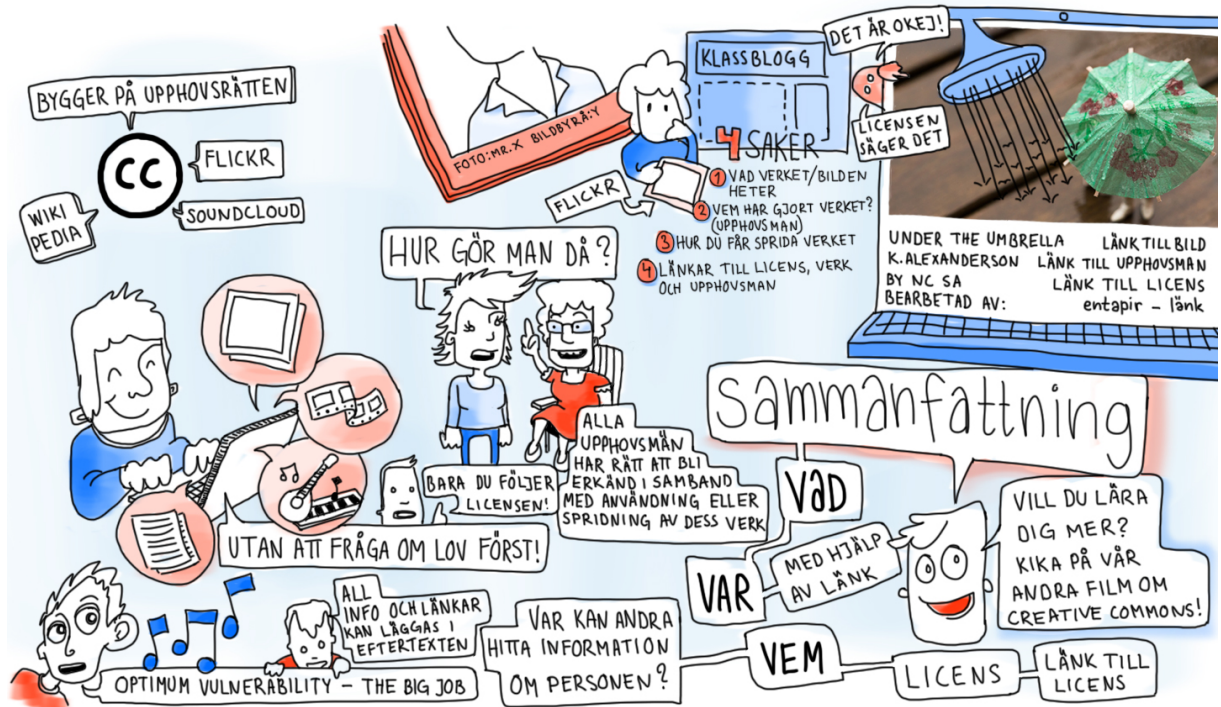 BYGGER PÅ UPPHOVSRÄTTEN
CC
FLICKR
WIKI
PEDIA
SOUNDCLOUD
FOTO:MR.X BILDBYRÅ:Y
KLASSBLOGG
DET ÄR OKEJ!
LICENSEN
SÄGER DET
FLICKR
4 SAKER
1 VAD VERKET/BILDEN
HETER
2 VEM HAR GJORT VERKET?
(UPPHOVSMAN)
3 HUR DU FÅR SPRIDA VERKET
4 LÄNKAR TILL LICENS, VERK
OCH UPPHOVSMAN
UNDER THE UMBRELLA LÄNK TILL BILD
K.ALEXANDERSON LÄNK TILL UPPHOVSMAN
BY NC SA LÄNK TILL LICENS
BEARBETAD AV: entapir – länk
HUR GÖR MAN DÅ?
BARA DU FÖLJER
LICENSEN!
ALLA
UPPHOVSMÄN
HAR RÄTT ATT BLI
ERKÄND I SAMBAND
MED ANVÄNDNING ELLER
SPRIDNING AV DESS VERK
UTAN ATT FRÅGA OM LOV FÖRST!
ALL
INFO OCH LÄNKAR
KAN LÄGGAS I
EFTERTEXTEN
OPTIMUM VULNERABILITY – THE BIG JOB
sammanfattning
VaD
VAR
MED HJÄLP
AV LÄNK
VILL DU LÄRA
DIG MER?
KIKA PÅ VÅR
ANDRA FILM OM
CREATIVE COMMONS!
VAR KAN ANDRA
HITTA INFORMATION
OM PERSONEN?
VEM
LICENS
LÄNK TILL
LICENS